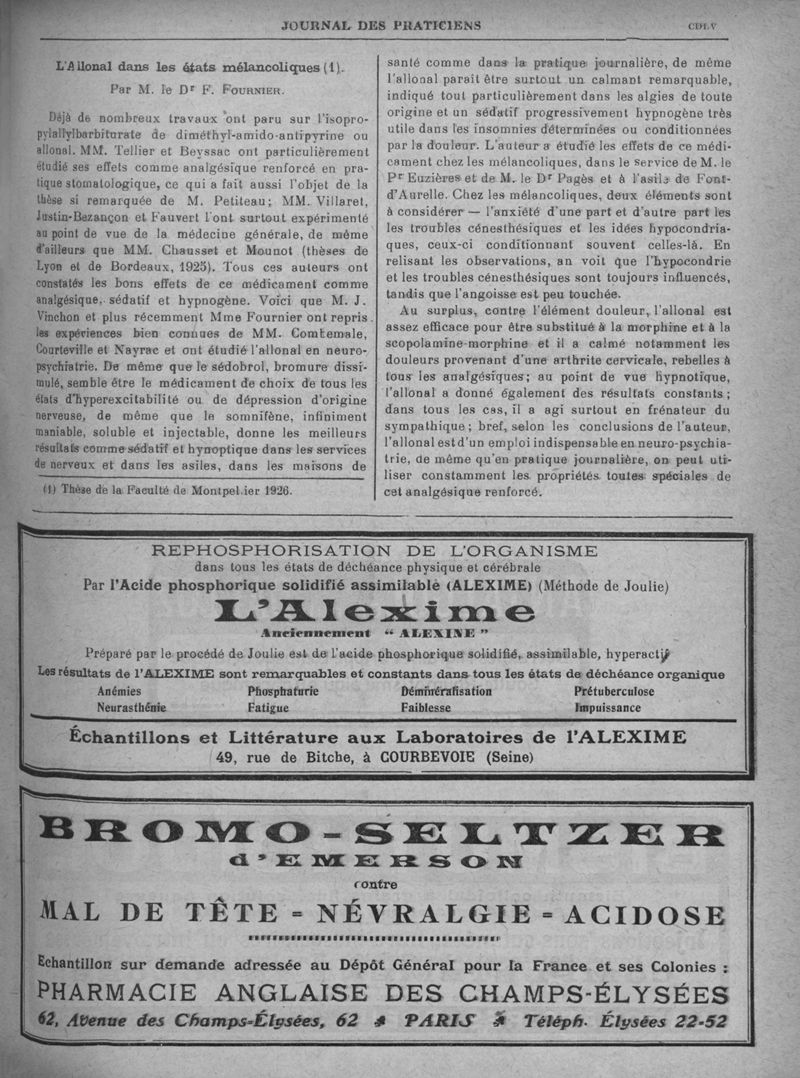 JOURNAL DES PRATICIENS
CDLV
L'Allonal dans les états mélancoliques (1).
Par M. le Dr F. FOURNIER.
Déjà de nombreux travaux ont paru sur l'isopro-
pylallylbarbiturate de diméthyl-amido-antipyrine ou
allonal. MM. Tellier et Beyssac ont particulièrement
étudié ses effets comme analgésique renforcé en pra-
tique stomatologique, ce qui a fait aussi l'objet de la
thèse si remarquée de M. Petiteau; MM. Villaret,
Justin-Bezançon et Fauvert l'ont surtout expérimenté
au point de vue de la médecine générale, de même
d'ailleurs que MM. Chausset et Mounot (thèses de
Lyon et de Bordeaux, 1925). Tous ces auteurs ont
constatés les bons effets de ce médicament comme
analgésique, sédatif et hypnogène. Voici que M. J.
Vinchon et plus récemment Mme Fournier ont repris
les expériences bien connues de MM. Comtemale,
Courteville et Nayrac et ont étudié l'allonal en neuro-
psychiatrie. De même que le sédobrol, bromure dissi-
mulé, semble être le médicament de choix de tous les
états d'hyperexcitabilité ou de dépression d'origine
nerveuse, de même que le somnifène, infiniment
maniable, soluble et injectable, donne les meilleurs
résultats comme sédatif et hynoptique dans les services
de nerveux et dans les asiles, dans les maisons de
(1) Thèse de la Faculté de Montpel.ier 1926.
santé comme dans la pratique journalière, de même
l'allonal paraît être surtout un calmant remarquable,
indiqué tout particulièrement dans les algies de toute
origine et un sédatif progressivement hypnogène très
utile dans les insomnies déterminées ou conditionnées
par la douleur. L'auteur a étudié les effets de ce médi-
cament chez les mélancoliques, dans le service de M. le
Pr Euzières et de M. le Dr Pagès et à l'asile de Font-
d'Aurelle. Chez les mélancoliques, deux éléments sont
à considérer — l'anxiété d'une part et d'autre part les
les troubles cénesthésiques et les idées hypocondria-
ques, ceux-ci conditionnant souvent celles-là. En
relisant les observations, on voit que l'hypocondrie
et les troubles cénesthésiques sont toujours influencés,
tandis que l'angoisse est peu touchée.
Au surplus, contre l'élément douleur, l'allonal est
assez efficace pour être substitué à la morphine et à la
scopolamine-morphine et il a calmé notamment les
douleurs provenant d'une arthrite cervicale, rebelles à
tous les analgésiques; au point de vue hypnotique,
l'allonal a donné également des résultats constants;
dans tous les cas, il a agi surtout en frénateur du
sympathique; bref, selon les conclusions de l'auteur,
l'allonal est d'un emploi indispensable en neuro-psychia-
trie, de même qu'en pratique journalière, on peut uti-
liser constamment les propriétés toutes spéciales de
cet analgésique renforcé.
REPHOSPHORISATION DE L'ORGANISME
dans tous les états de déchéance physique et cérébrale
Par l'Acide phosphorique solidifié assimilable (ALEXIME) (Méthode de Joulie)
L'Alexime
Anciennement “ ALEXINE ”
Préparé par le procédé de Joulie est de l'acide phosphorique solidifié, assimilable, hyperactif
Les résultats de l'ALEXIME sont remarquables et constants dans tous les états de déchéance organique
Anémies Phosphaturie Déminéralisation Prétuberculose
Neurasthénie Fatigue Faiblesse Impuissance
Échantillons et Littérature aux Laboratoires de l'ALEXIME
49, rue de Bitche, à COURBEVOIE (Seine)
BROMO-SELTZER
d'EMERSON
contre
MAL DE TÊTE = NÉVRALGIE = ACIDOSE
Echantillon sur demande adressée au Dépôt Général pour la France et ses Colonies :
PHARMACIE ANGLAISE DES CHAMPS-ÉLYSÉES
62, Avenue des Champs-Élysées, 62 PARIS Téléph. Élysées 22-52